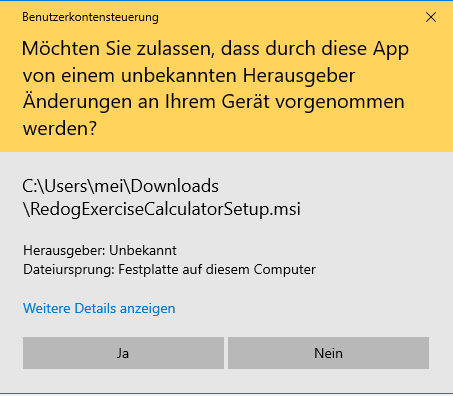 Benutzerkontensteuerung
Möchten Sie zulassen, dass durch diese App
von einem unbekannten Herausgeber
Änderungen an Ihrem Gerät vorgenommen
werden?
C:\Users\mei\Downloads
\RedogExerciseCalculatorSetup.msi
Herausgeber: Unbekannt
Dateiursprung: Festplatte auf diesem Computer
Weitere Details anzeigen
Ja
Nein